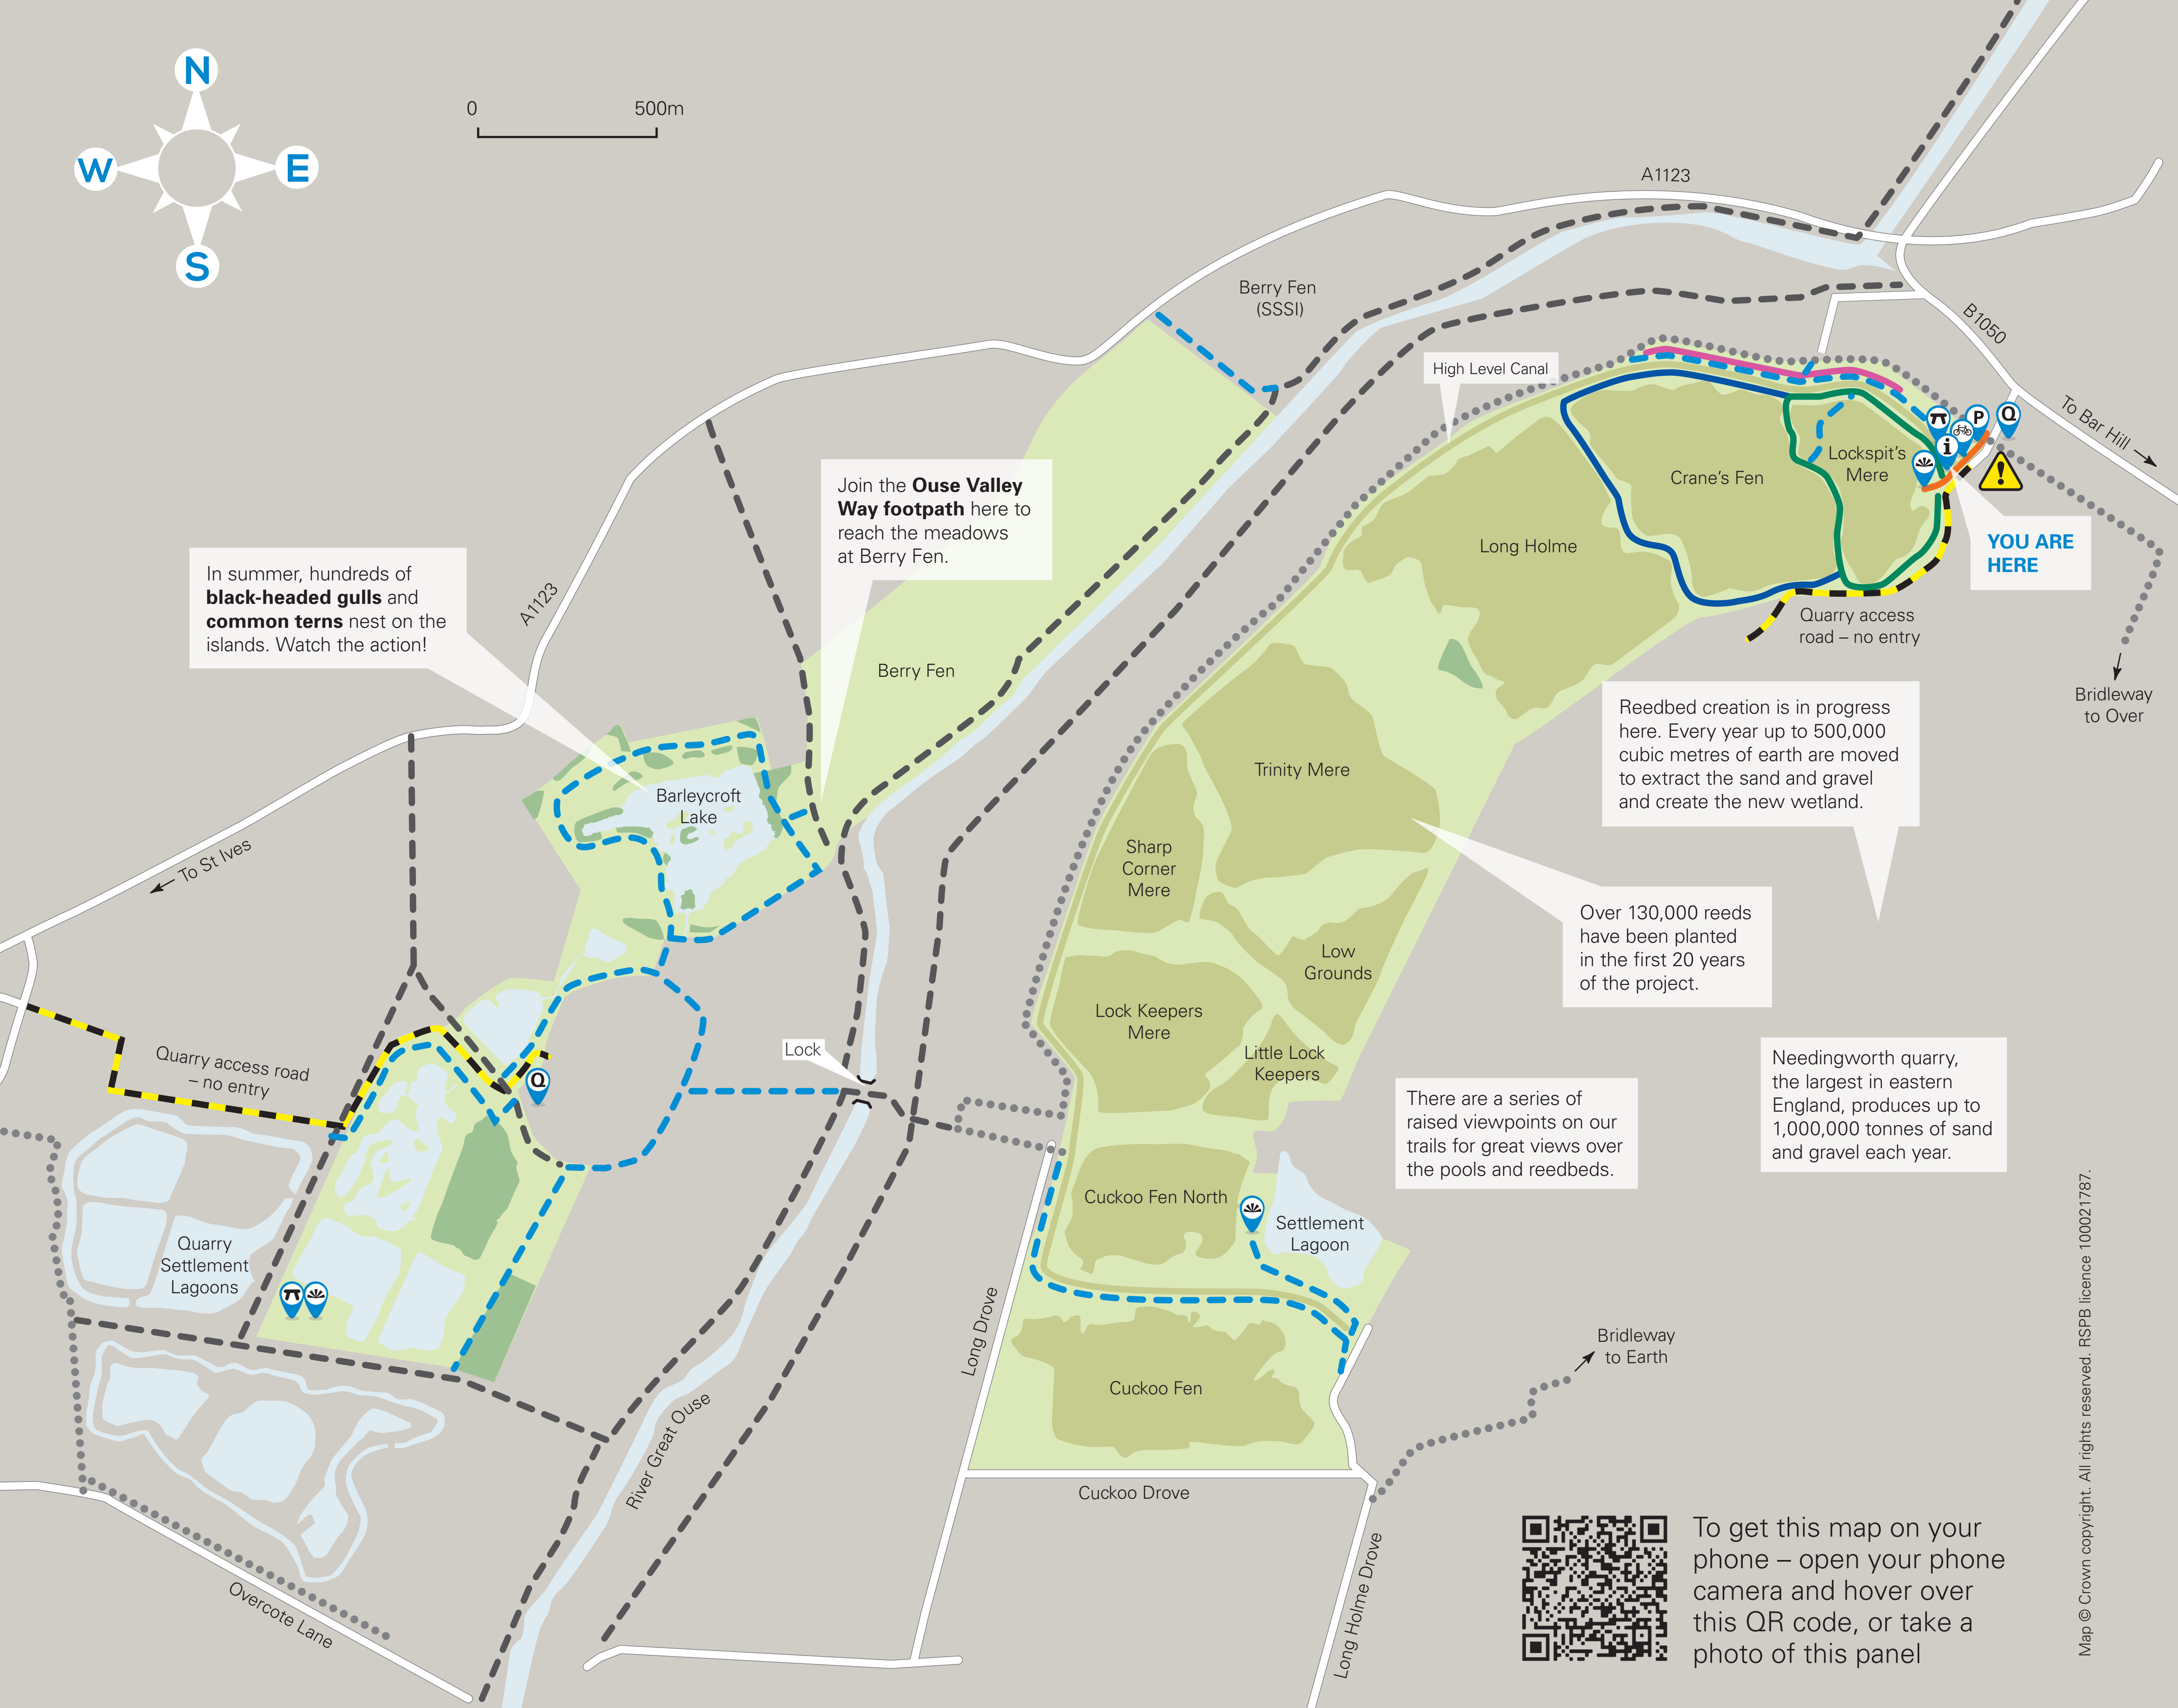 N
W
E
S
0 500m
A1123
Berry Fen
(SSSI)
B1050
High Level Canal
To Bar Hill
P
Q
i
!
Lockspit's
Mere
Crane's Fen
Join the Ouse Valley
Way footpath here to
reach the meadows
at Berry Fen.
Long Holme
YOU ARE
HERE
In summer, hundreds of
black-headed gulls and
common terns nest on the
islands. Watch the action!
A1123
Quarry access
road – no entry
Berry Fen
Bridleway
to Over
Reedbed creation is in progress
here. Every year up to 500,000
cubic metres of earth are moved
to extract the sand and gravel
and create the new wetland.
Trinity Mere
Barleycroft
Lake
To St Ives
Sharp
Corner
Mere
Over 130,000 reeds
have been planted
in the first 20 years
of the project.
Low
Grounds
Lock Keepers
Mere
Lock
Little Lock
Keepers
Quarry access road
– no entry
Q
Needingworth quarry,
the largest in eastern
England, produces up to
1,000,000 tonnes of sand
and gravel each year.
There are a series of
raised viewpoints on our
trails for great views over
the pools and reedbeds.
Cuckoo Fen North
Settlement
Lagoon
Quarry
Settlement
Lagoons
Long Drove
Bridleway
to Earth
Cuckoo Fen
River Great Ouse
Cuckoo Drove
Overcote Lane
Long Holme Drove
To get this map on your
phone – open your phone
camera and hover over
this QR code, or take a
photo of this panel
Map © Crown copyright. All rights reserved. RSPB licence 100021787.